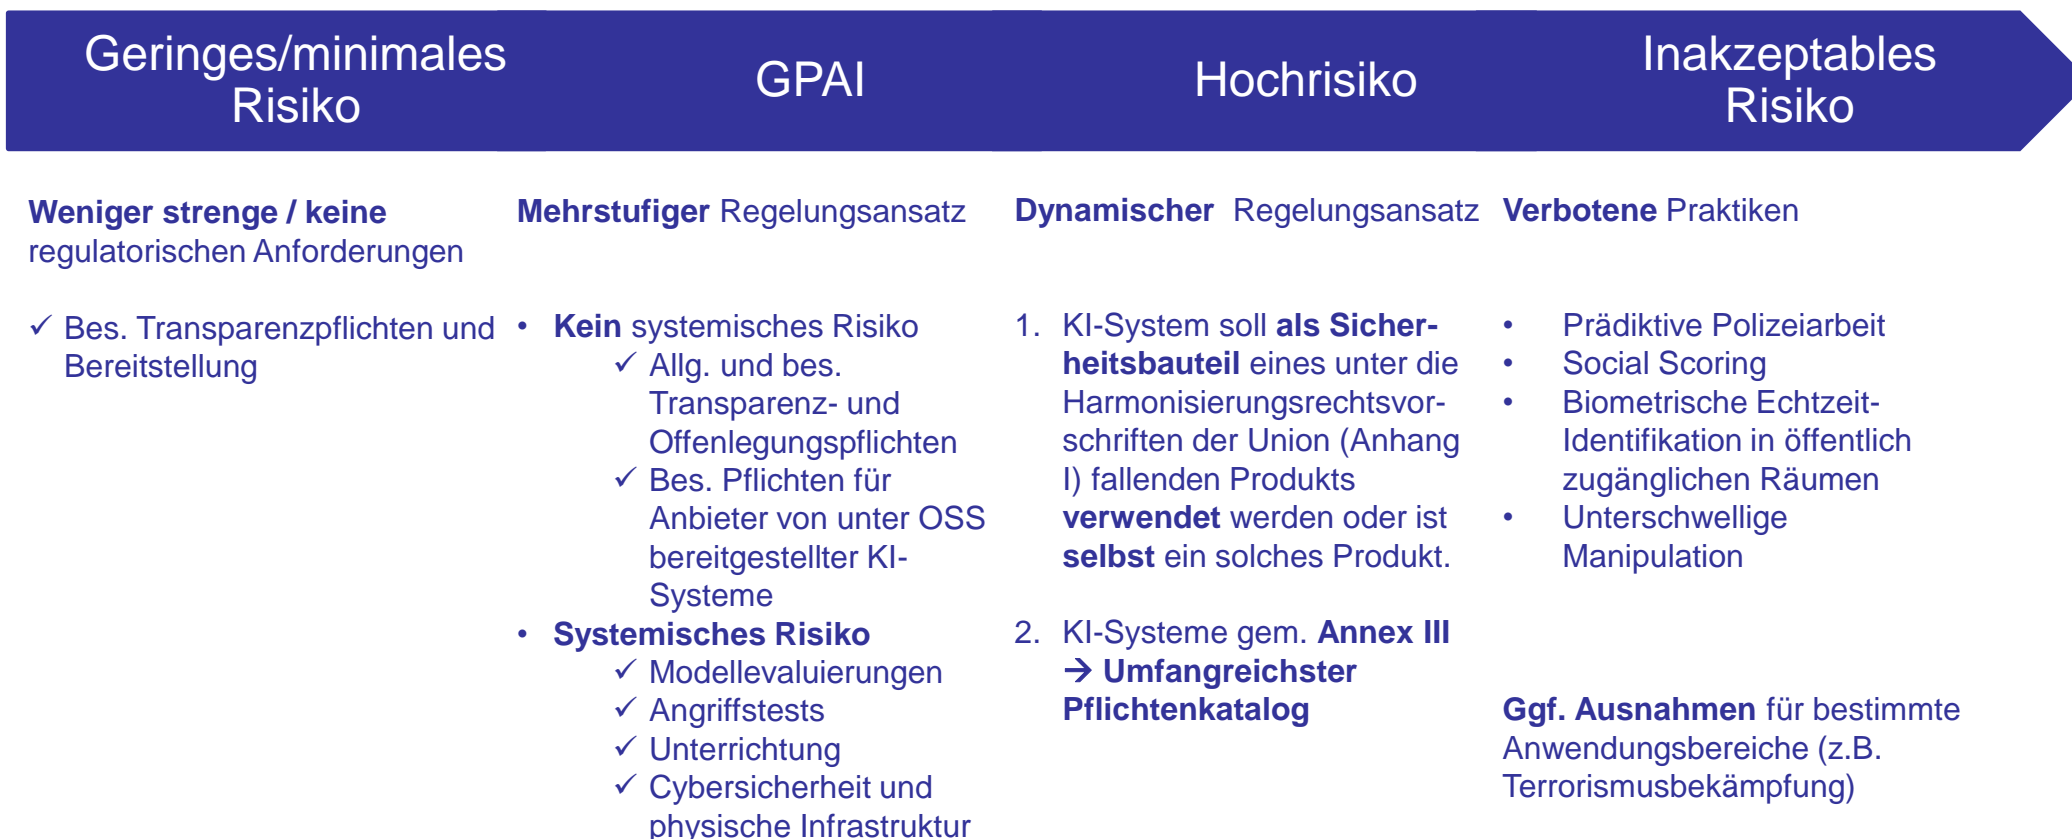 Geringes/minimales
Risiko
GPAI
Hochrisiko
Inakzeptables
Risiko
Weniger strenge / keine
regulatorischen Anforderungen
✓ Bes. Transparenzpflichten und
Bereitstellung
Mehrstufiger Regelungsansatz
• Kein systemisches Risiko
✓ Allg. und bes.
Transparenz- und
Offenlegungspflichten
✓ Bes. Pflichten für
Anbieter von unter OSS
bereitgestellter KI-
Systeme
• Systemisches Risiko
✓ Modellevaluierungen
✓ Angriffstests
✓ Unterrichtung
✓ Cybersicherheit und
physische Infrastruktur
Dynamischer Regelungsansatz
1. KI-System soll als Sicher-
heitsbauteil eines unter die
Harmonisierungsrechtsvor-
schriften der Union (Anhang
I) fallenden Produkts
verwendet werden oder ist
selbst ein solches Produkt.
2. KI-Systeme gem. Annex III
→ Umfangreichster
Pflichtenkatalog
Verbotene Praktiken
• Prädiktive Polizeiarbeit
• Social Scoring
• Biometrische Echtzeit-
Identifikation in öffentlich
zugänglichen Räumen
• Unterschwellige
Manipulation
Ggf. Ausnahmen für bestimmte
Anwendungsbereiche (z.B.
Terrorismusbekämpfung)